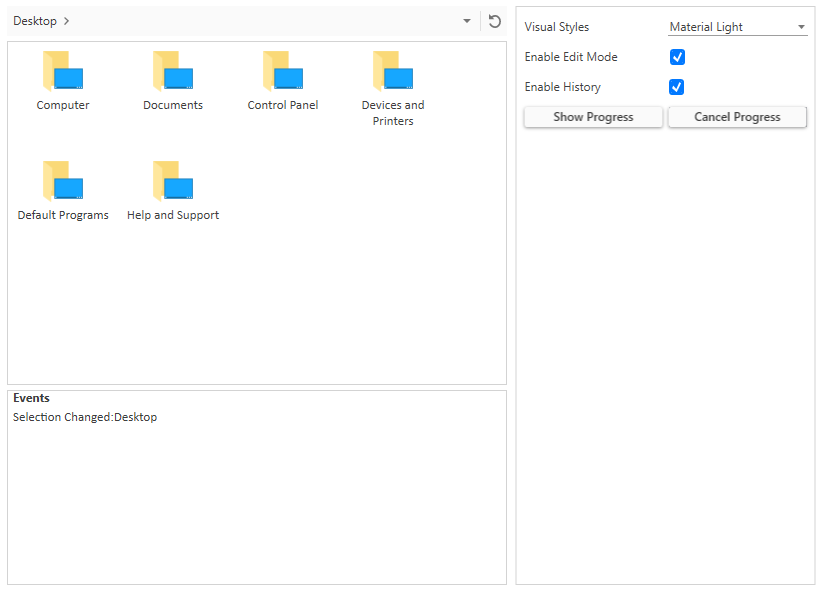 Desktop
Computer
Documents
Control Panel
Devices and
Printers
Default Programs
Help and Support
Events
Selection Changed:Desktop
Visual Styles
Material Light
Enable Edit Mode
Enable History
Show Progress
Cancel Progress